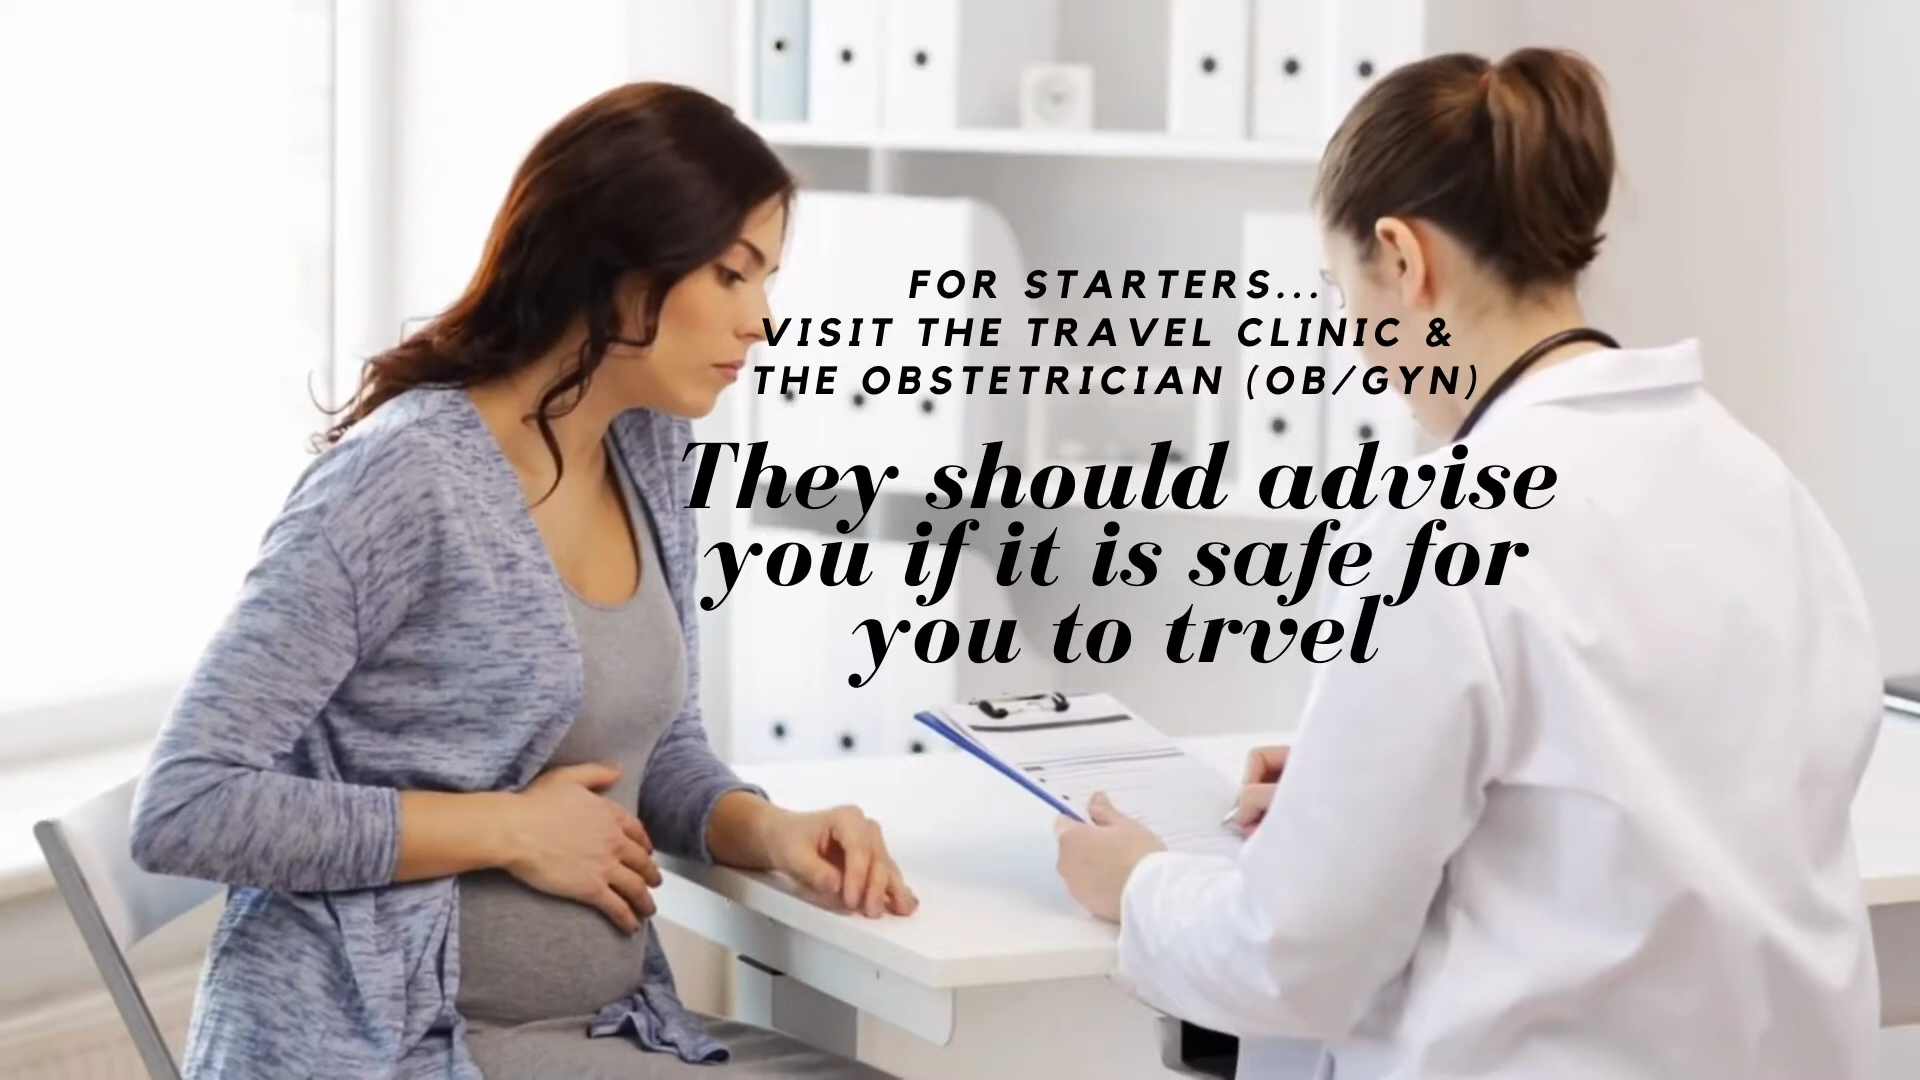 FOR STARTERS...
VISIT THE TRAVEL CLINIC &
THE OBSTETRICIAN (OB/GYN)
They should advise
you if it is safe for
you to trvel